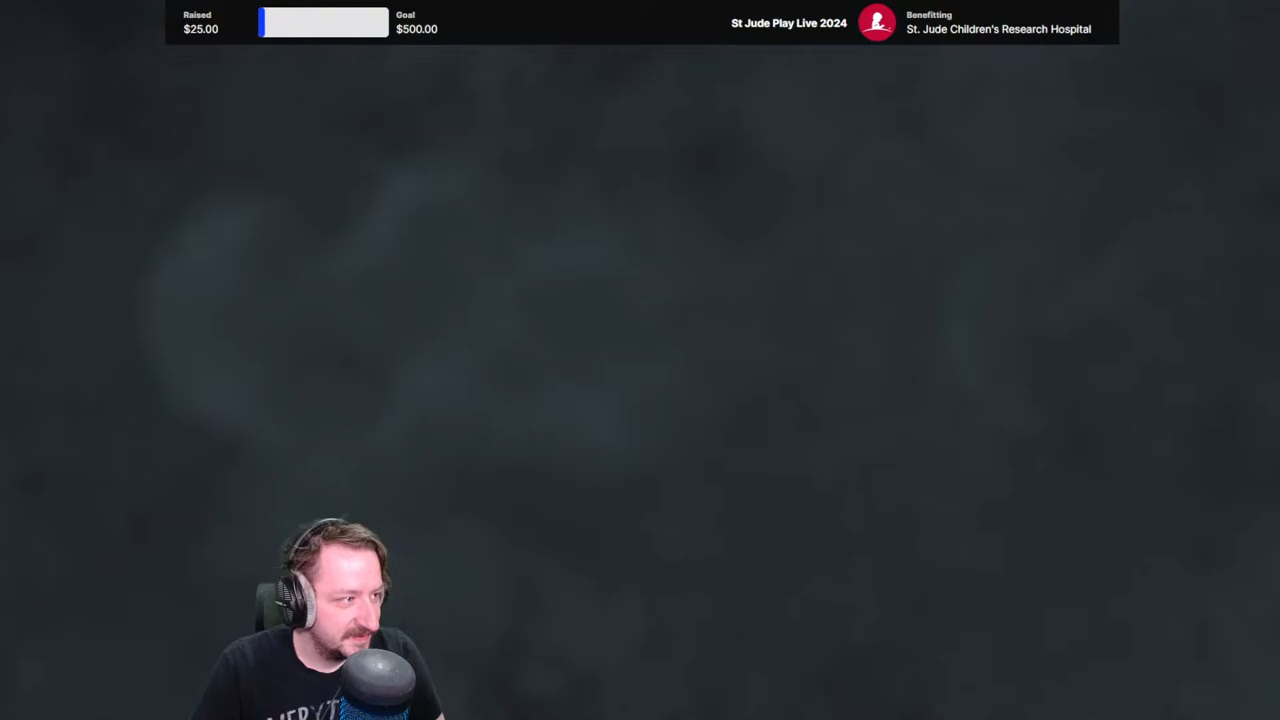 Raised
$25.00
Goal
$500.00
St Jude Play Live 2024
Benefitting
St. Jude Children's Research Hospital